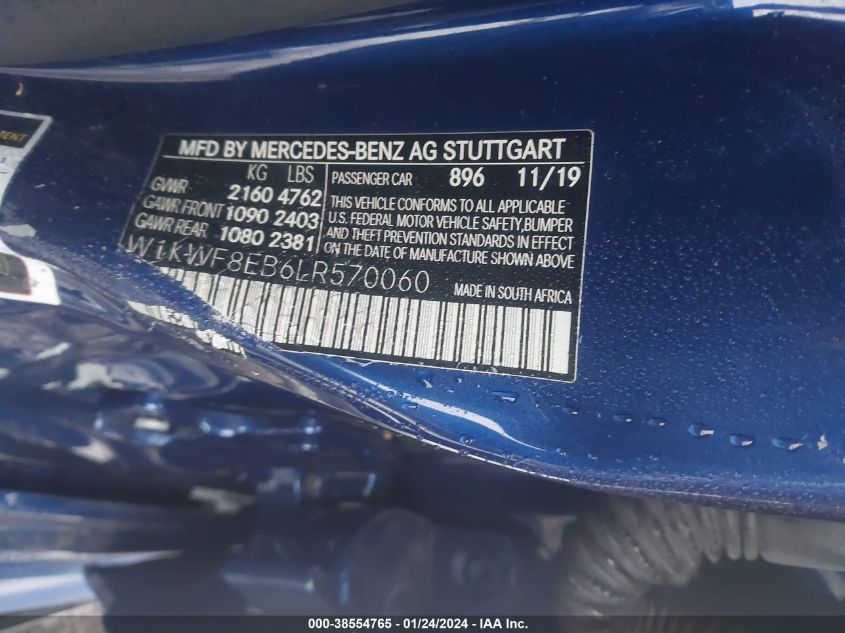 MENT
MFD BY MERCEDES-BENZ AG STUTTGART
KG LBS
GVWR 2160 4762
GAWR FRONT 1090 2403
GAWR REAR 1080 2381
PASSENGER CAR 896 11/19
THIS VEHICLE CONFORMS TO ALL APPLICABLE
U.S. FEDERAL MOTOR VEHICLE SAFETY, BUMPER
AND THEFT PREVENTION STANDARDS IN EFFECT
ON THE DATE OF MANUFACTURE SHOWN ABOVE
W1KWF8EB6LR570060
MADE IN SOUTH AFRICA
000-38554765 - 01/24/2024 - IAA Inc.